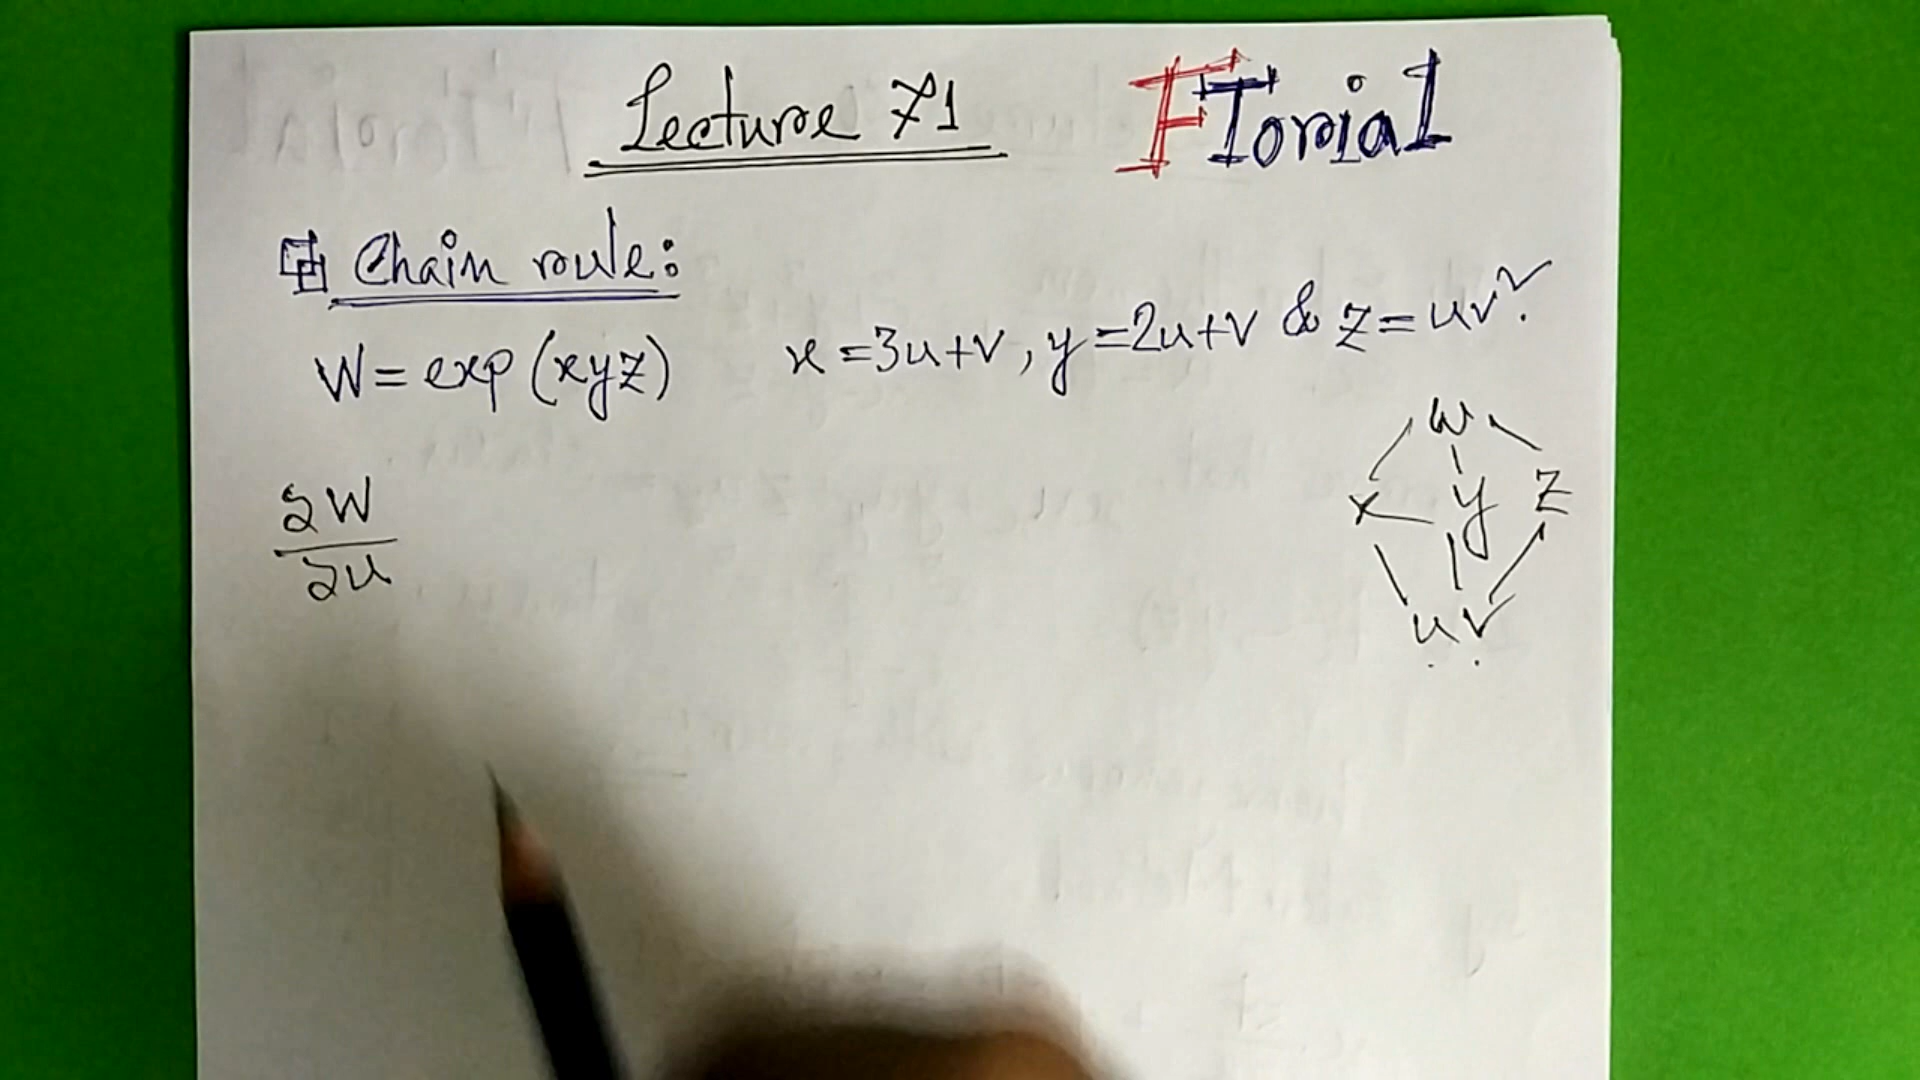 Lecture 71
FTorial
Chain rule:
W = exp (xyz)
x = 3u+v, y = 2u+v & z = uv².
w
x y z
u v
∂W
∂u